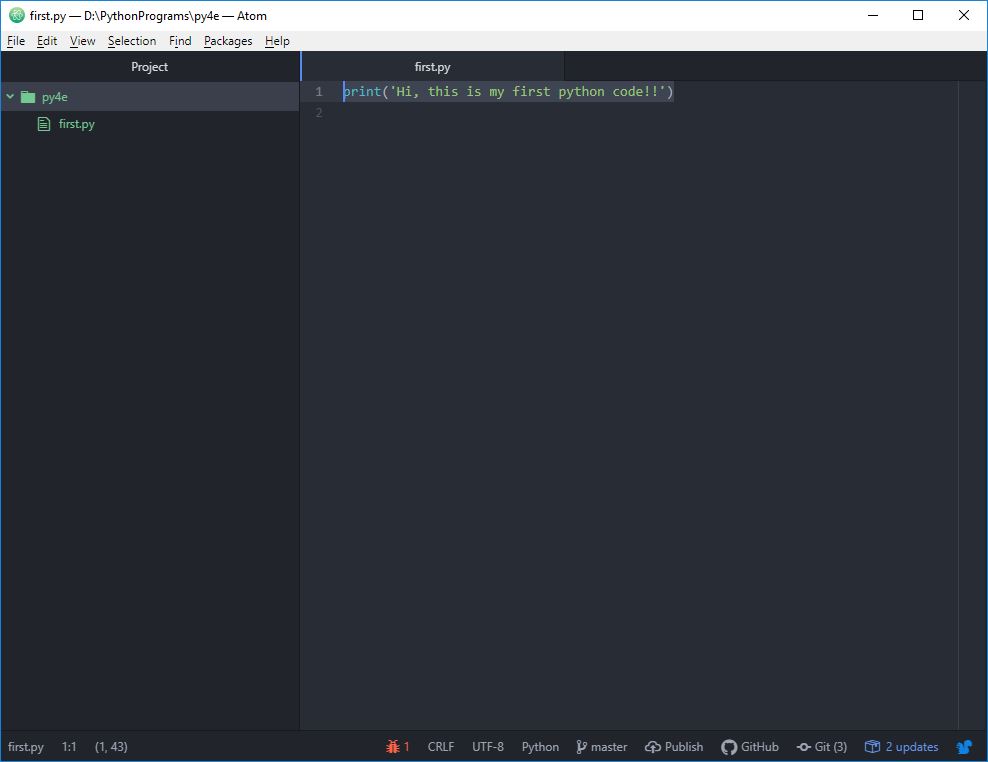 first.py — D:\PythonPrograms\py4e — Atom
File Edit View Selection Find Packages Help
Project
first.py
py4e
first.py
1 print('Hi, this is my first python code!!')
2
first.py 1:1 (1, 43) 1 CRLF UTF-8 Python master Publish GitHub Git (3) 2 updates